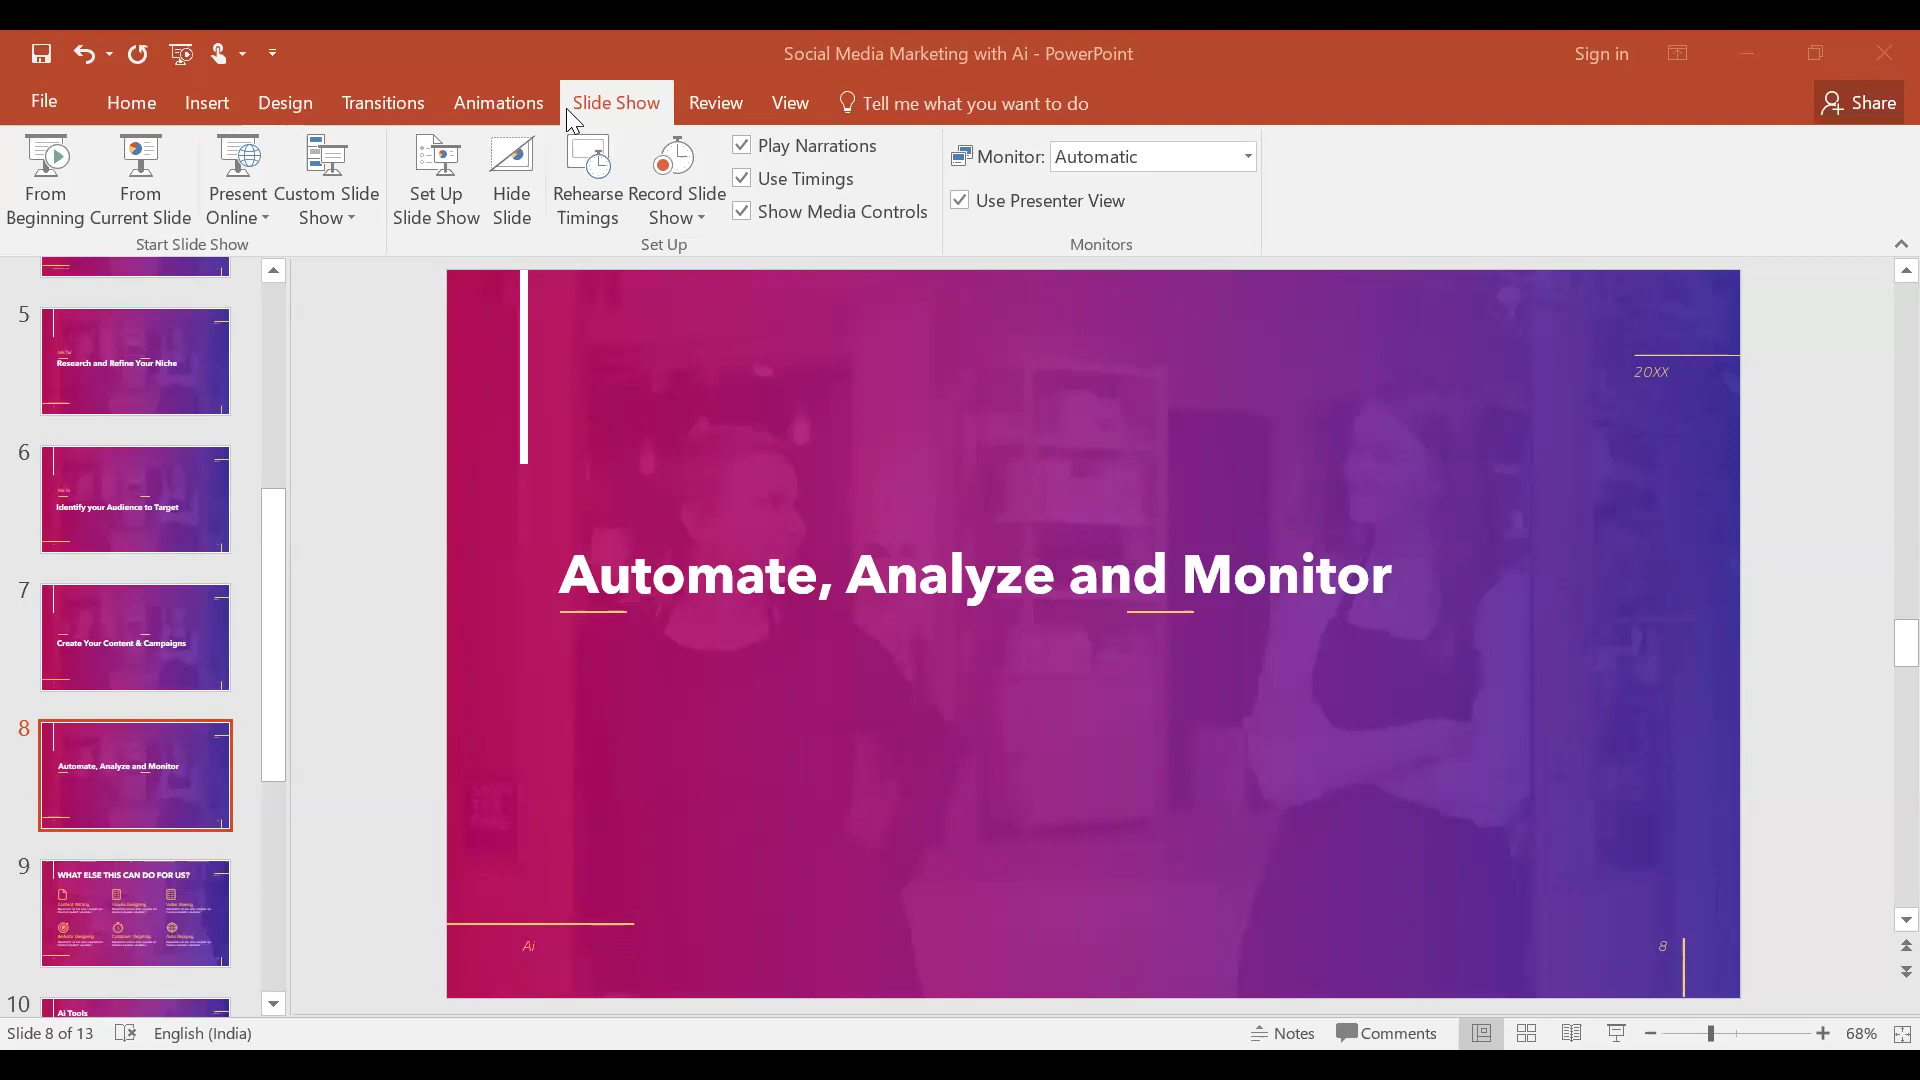 Social Media Marketing with Ai - PowerPoint
Sign in
File Home Insert Design Transitions Animations Slide Show Review View Tell me what you want to do Share
From Beginning
From Current Slide
Present Online
Custom Slide Show
Start Slide Show
Set Up Slide Show
Hide Slide
Rehearse Timings
Record Slide Show
Play Narrations
Use Timings
Show Media Controls
Set Up
Monitor: Automatic
Use Presenter View
Monitors
5
Research and Refine Your Niche
6
Identify your Audience to Target
7
Create Your Content & Campaigns
8
Automate, Analyze and Monitor
9
WHAT ELSE THIS CAN DO FOR US?
10
Ai Tools
20XX
Automate, Analyze and Monitor
Ai
8
Slide 8 of 13 English (India) Notes Comments 68%